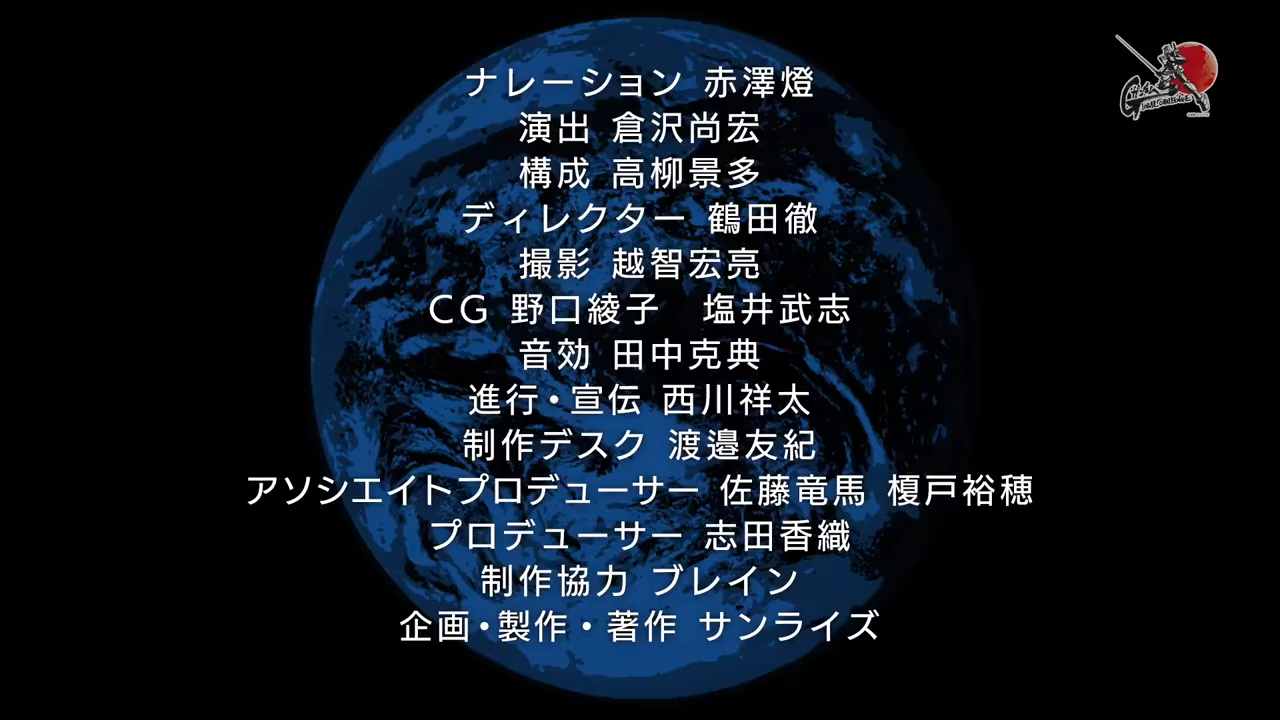 ナレーション 赤澤燈
演出 倉沢尚宏
構成 高柳景多
ディレクター 鶴田徹
撮影 越智宏亮
CG 野口綾子　塩井武志
音効 田中克典
進行・宣伝 西川祥太
制作デスク 渡邉友紀
アソシエイトプロデューサー 佐藤竜馬 榎戸裕穂
プロデューサー 志田香織
制作協力 ブレイン
企画・製作・著作 サンライズ